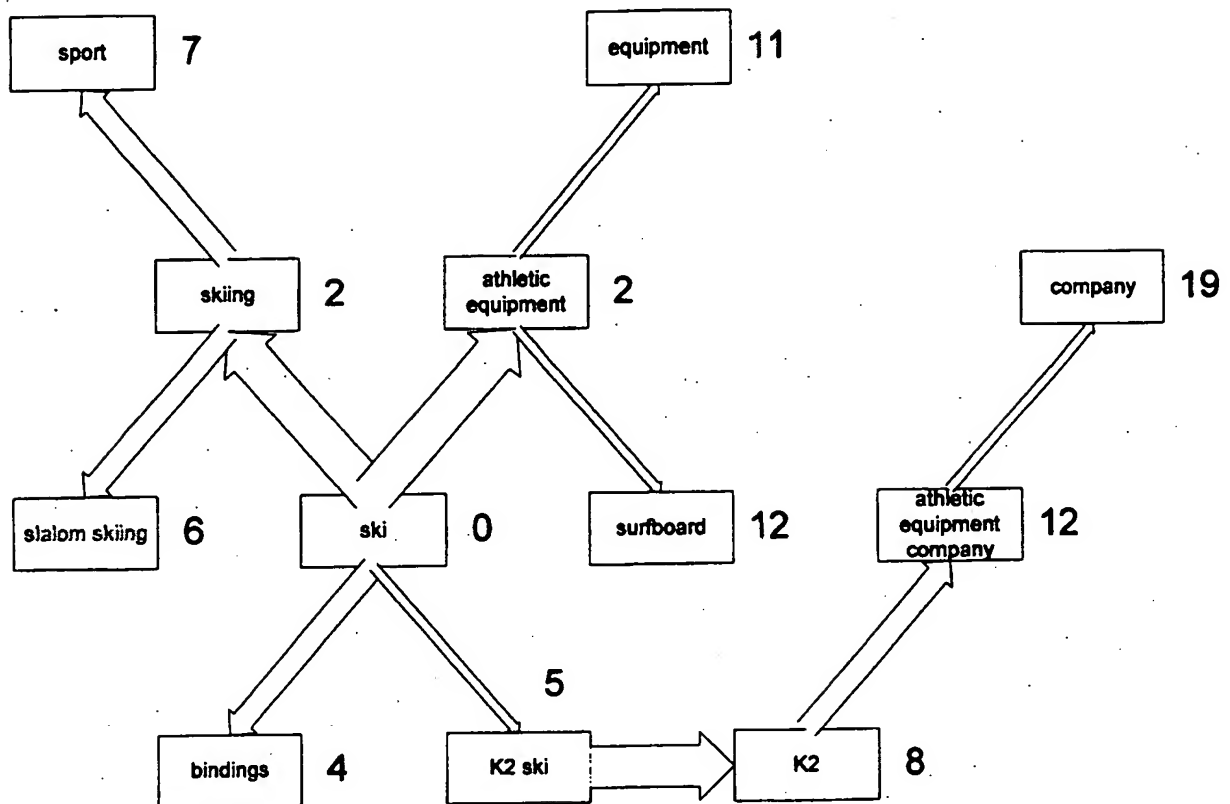 sport 7
equipment 11
skiing 2
athletic
equipment 2
company 19
slalom skiing 6
ski 0
surfboard 12
athletic
equipment
company 12
5
bindings 4
K2 ski
K2 8